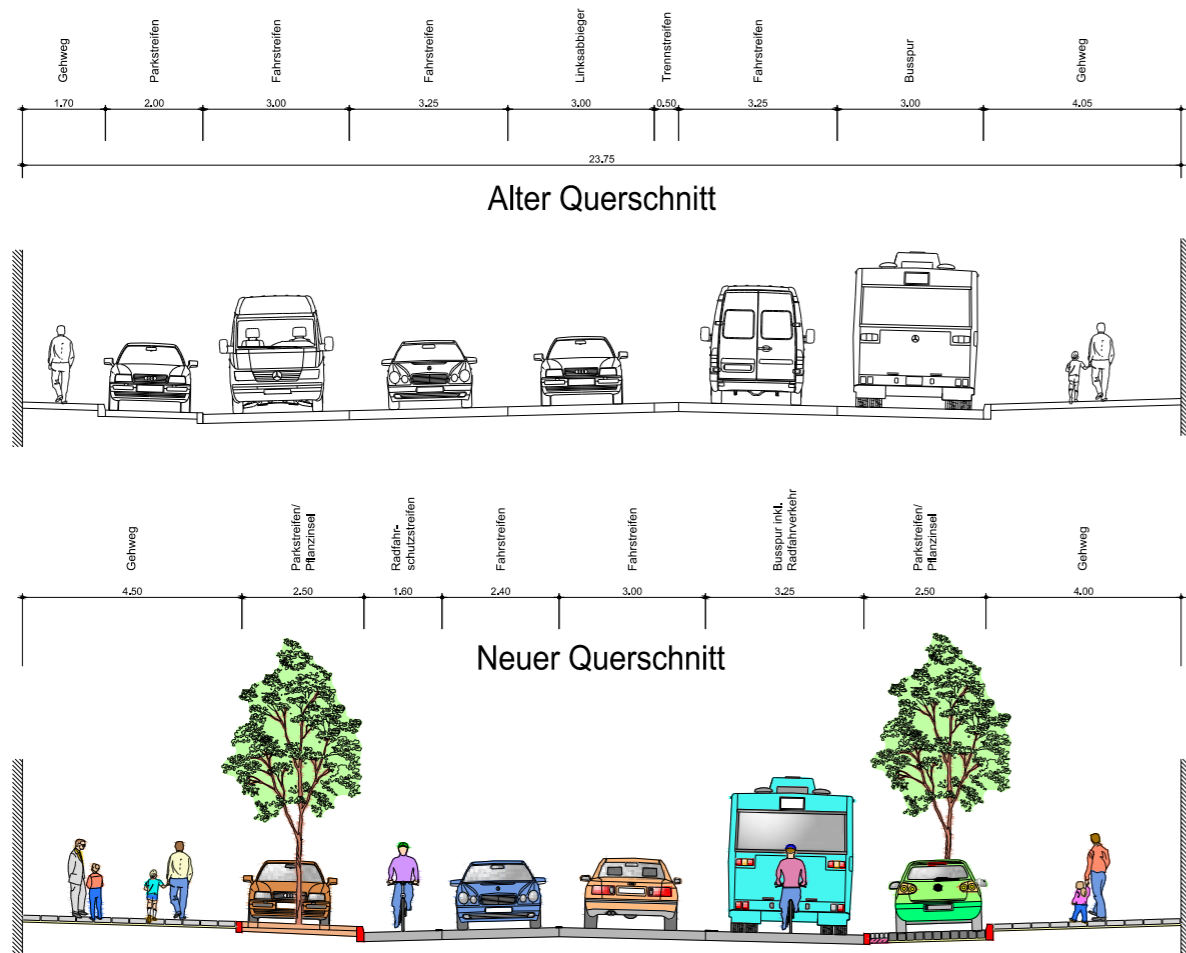 Gehweg
Parkstreifen
Fahrstreifen
Fahrstreifen
Linksabbieger
Trennstreifen
Fahrstreifen
Busspur
Gehweg
1.70
2.00
3.00
3.25
3.00
0.50
3.25
3.00
4.05
23.75
Alter Querschnitt
Gehweg
Parkstreifen/
Pflanzinsel
Radfahr-
schutzstreifen
Fahrstreifen
Fahrstreifen
Busspur inkl.
Radfahrverkehr
Parkstreifen/
Pflanzinsel
Gehweg
4.50
2.50
1.60
2.40
3.00
3.25
2.50
4.00
Neuer Querschnitt